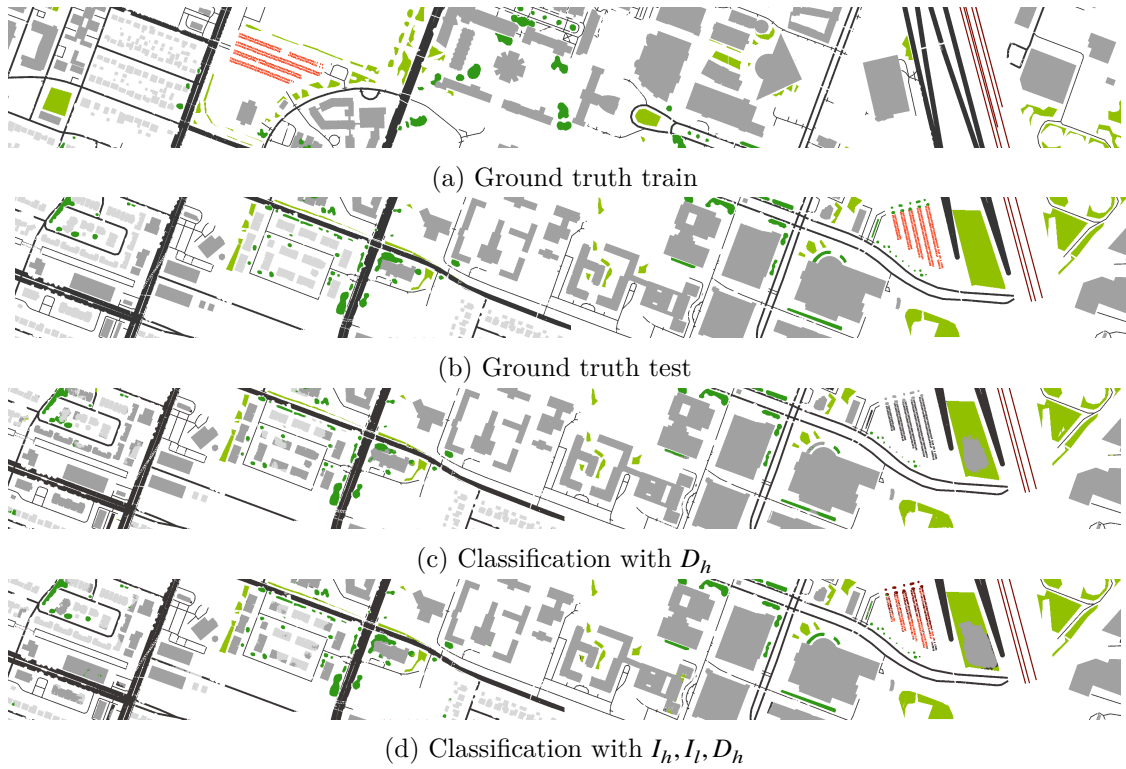 (a) Ground truth train
(b) Ground truth test
(c) Classification with D_h
(d) Classification with I_h, I_l, D_h